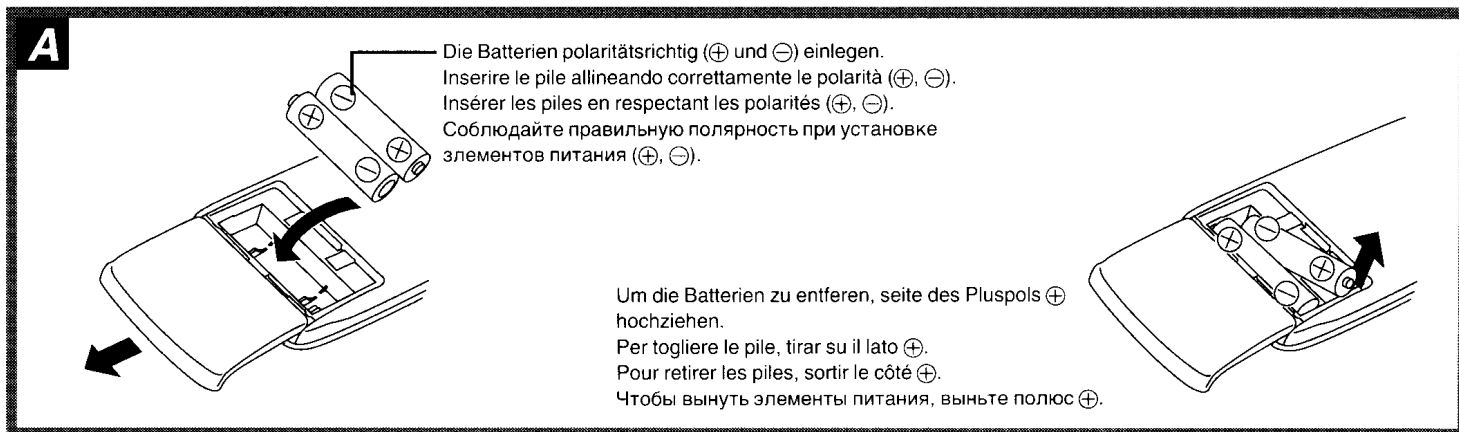 A
Die Batterien polaritätsrichtig (⊕ und ⊖) einlegen.
Inserire le pile allineando correttamente le polarità (⊕, ⊖).
Insérer les piles en respectant les polarités (⊕, ⊖).
Соблюдайте правильную полярность при установке
злементов питания (⊕, ⊖).
Um die Batterien zu entferen, seite des Pluspols ⊕
hochziehen.
Per togliere le pile, tirar su il lato ⊕.
Pour retirer les piles, sortir le côté ⊕.
Чтобы вынуть элементы питания, выньте полюс ⊕.